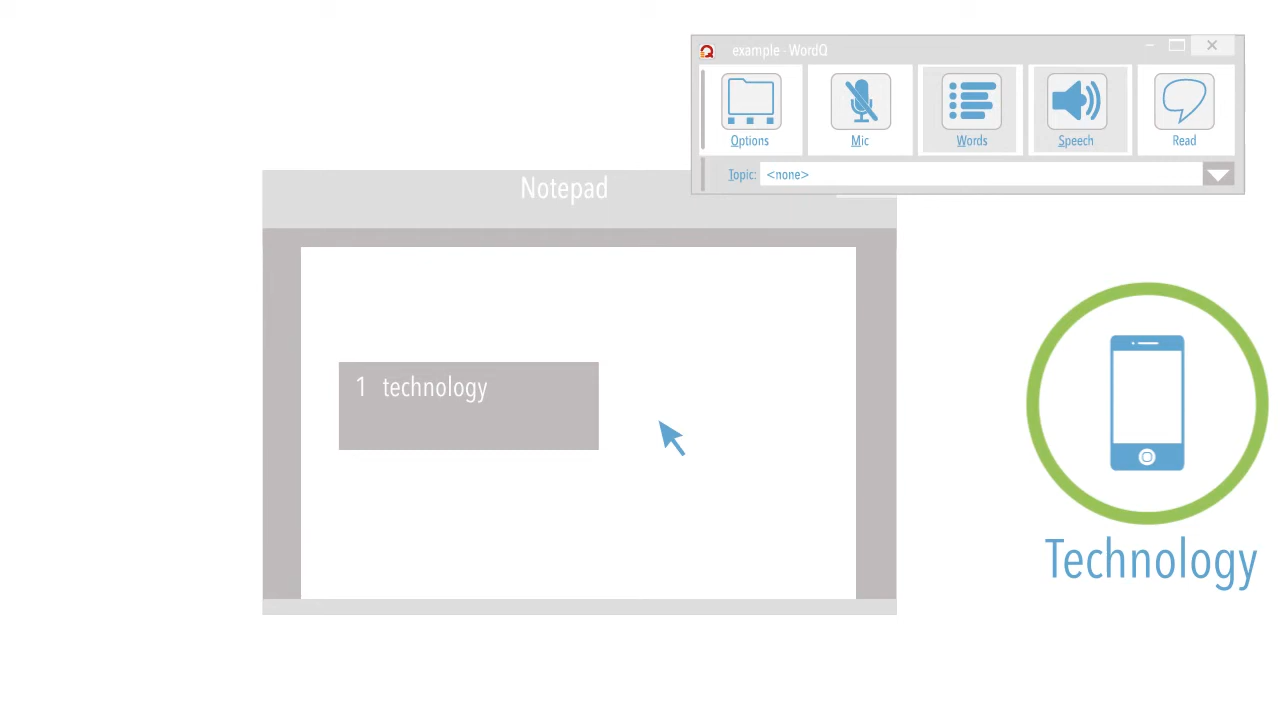 example - WordQ
Options
Mic
Words
Speech
Read
Topic: <none>
Notepad
1 technology
Technology